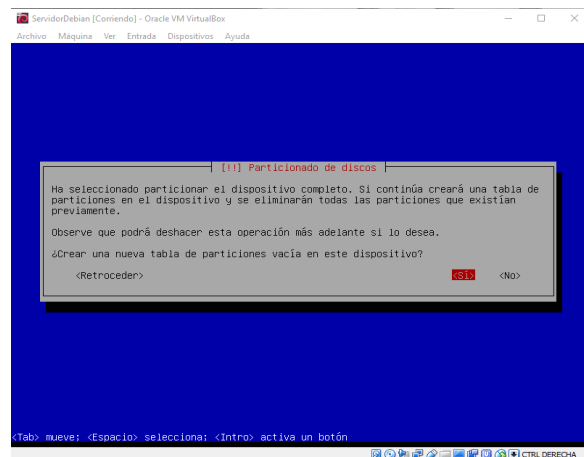 ServidorDebian [Corriendo] - Oracle VM VirtualBox
Archivo Máquina Ver Entrada Dispositivos Ayuda
[!!] Particionado de discos
Ha seleccionado particionar el dispositivo completo. Si continúa creará una tabla de
particiones en el dispositivo y se eliminarán todas las particiones que existían
previamente.
Observe que podrá deshacer esta operación más adelante si lo desea.
¿Crear una nueva tabla de particiones vacía en este dispositivo?
<Retroceder> <Sí> <No>
<Tab> mueve; <Espacio> selecciona; <Intro> activa un botón
CTRL DERECHA